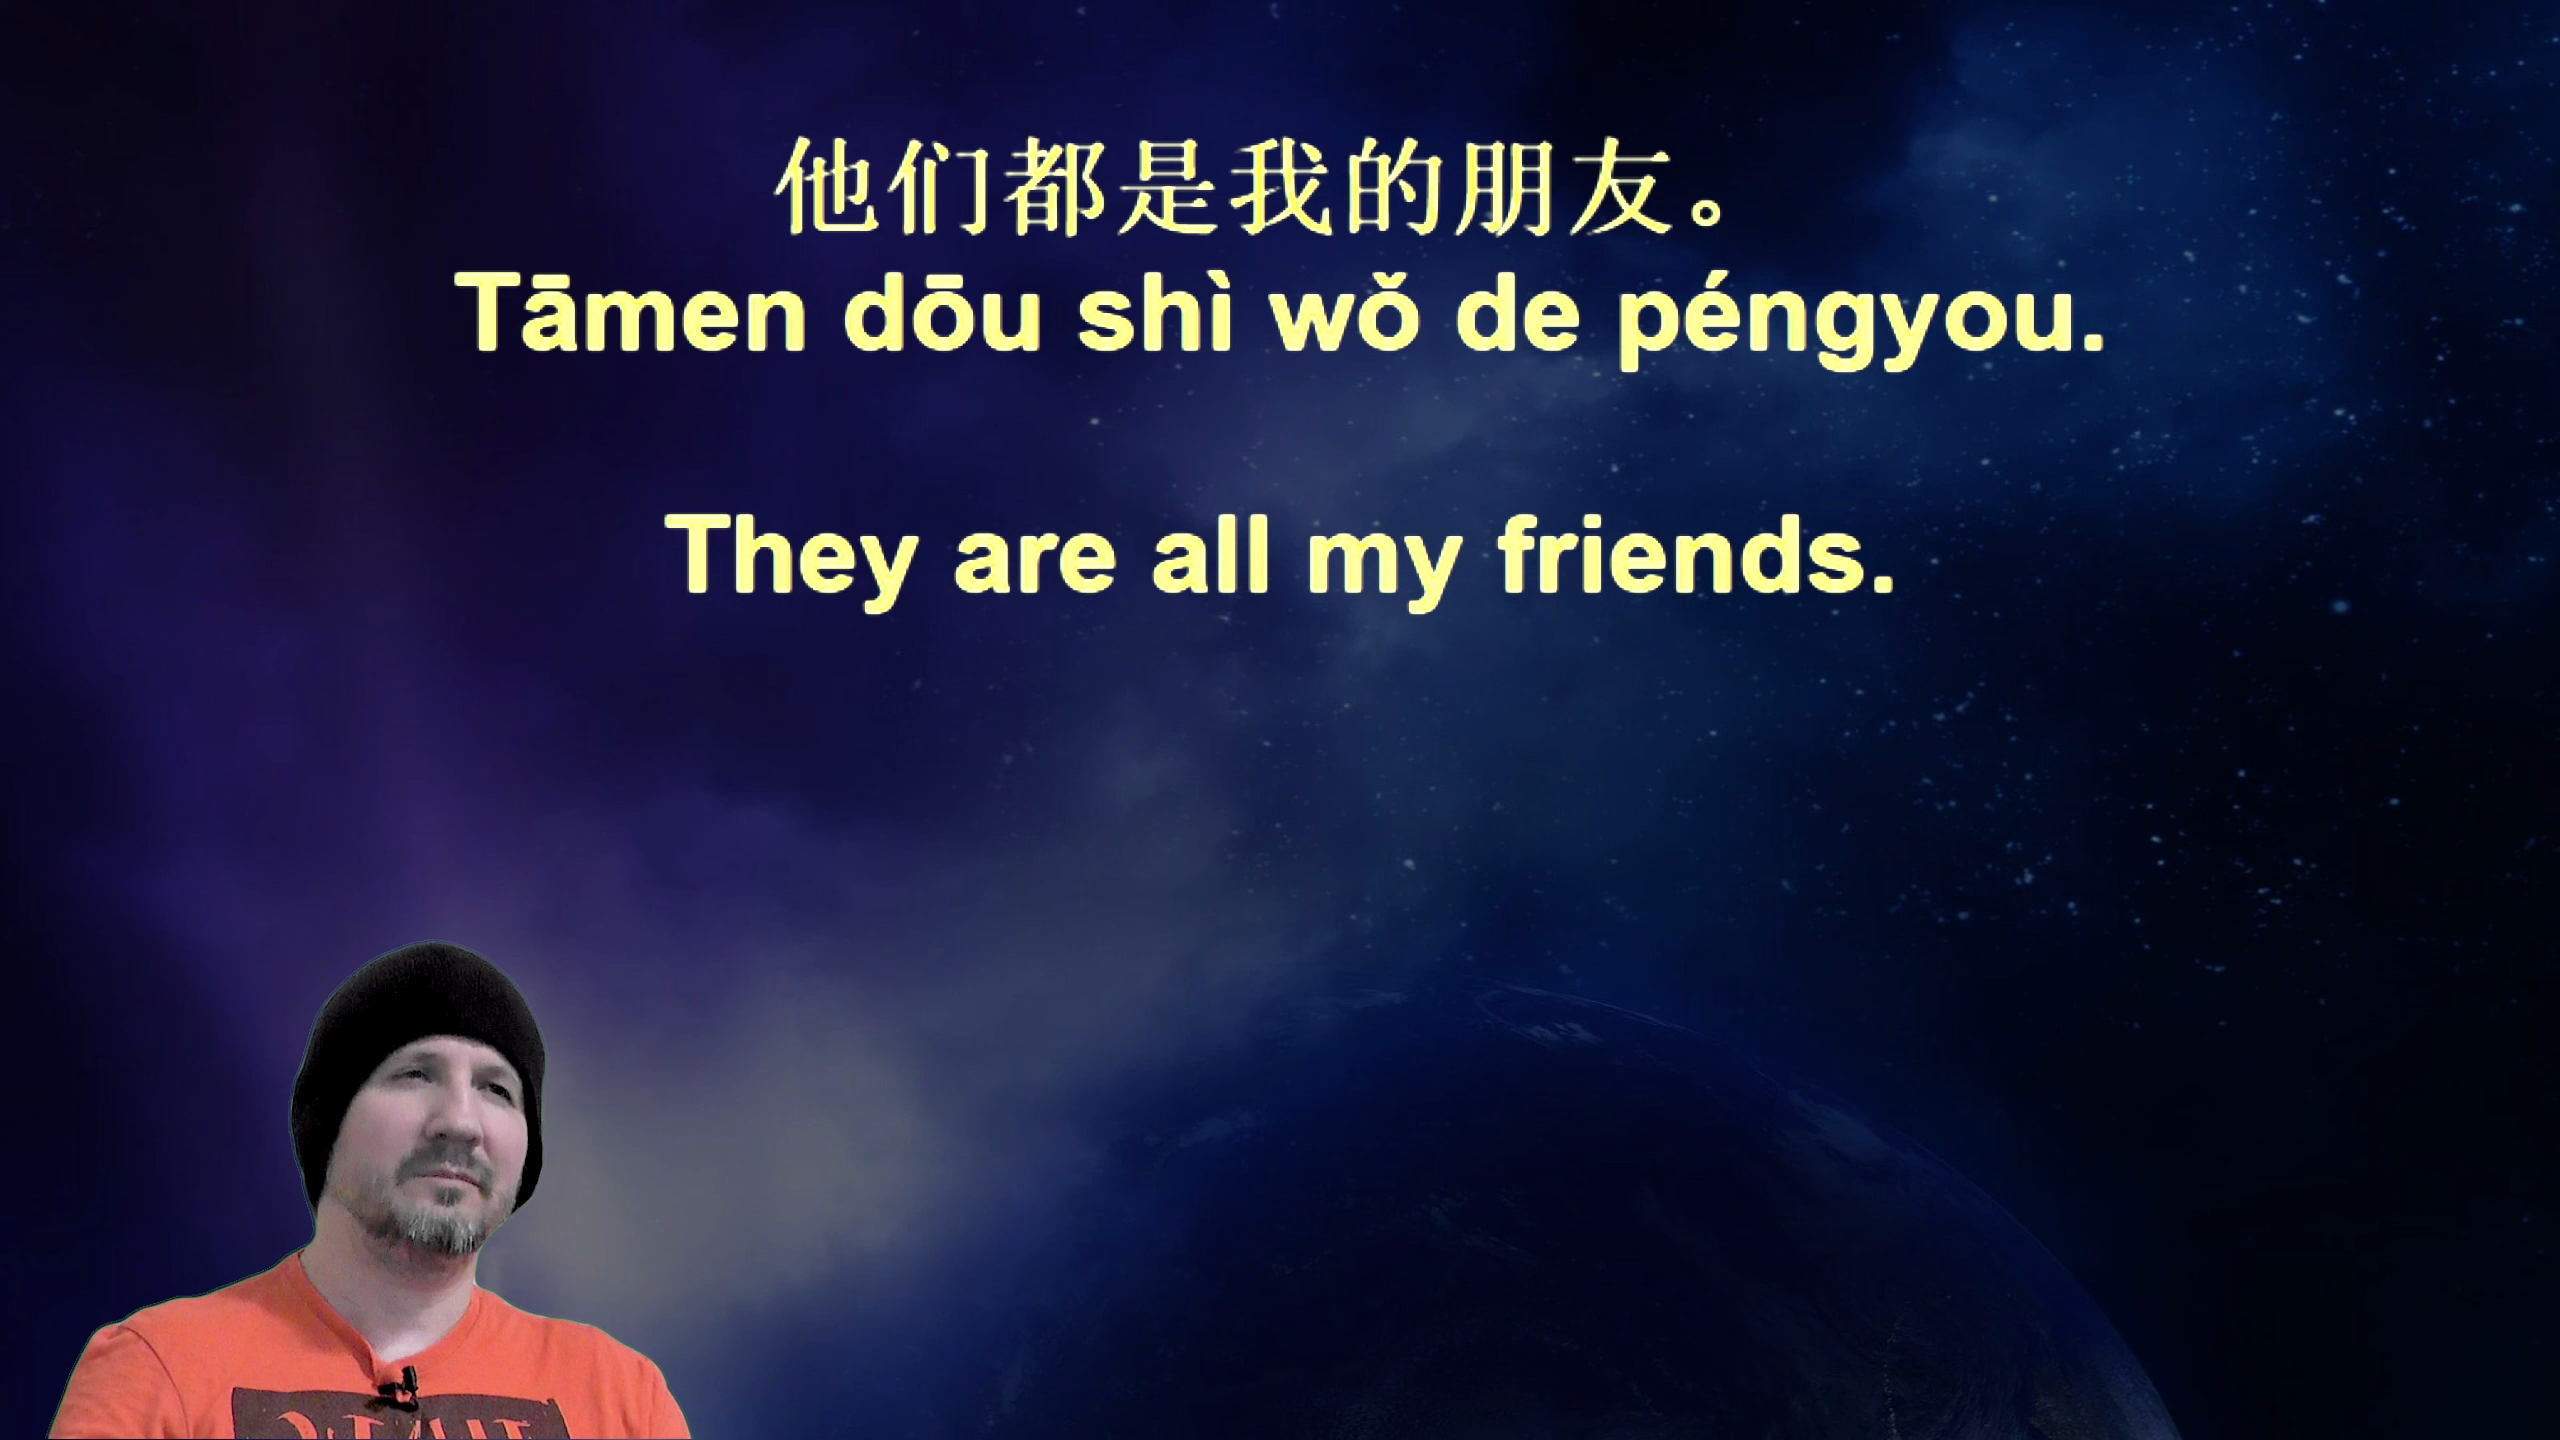 他们都是我的朋友。
Tāmen dōu shì wǒ de péngyou.
They are all my friends.